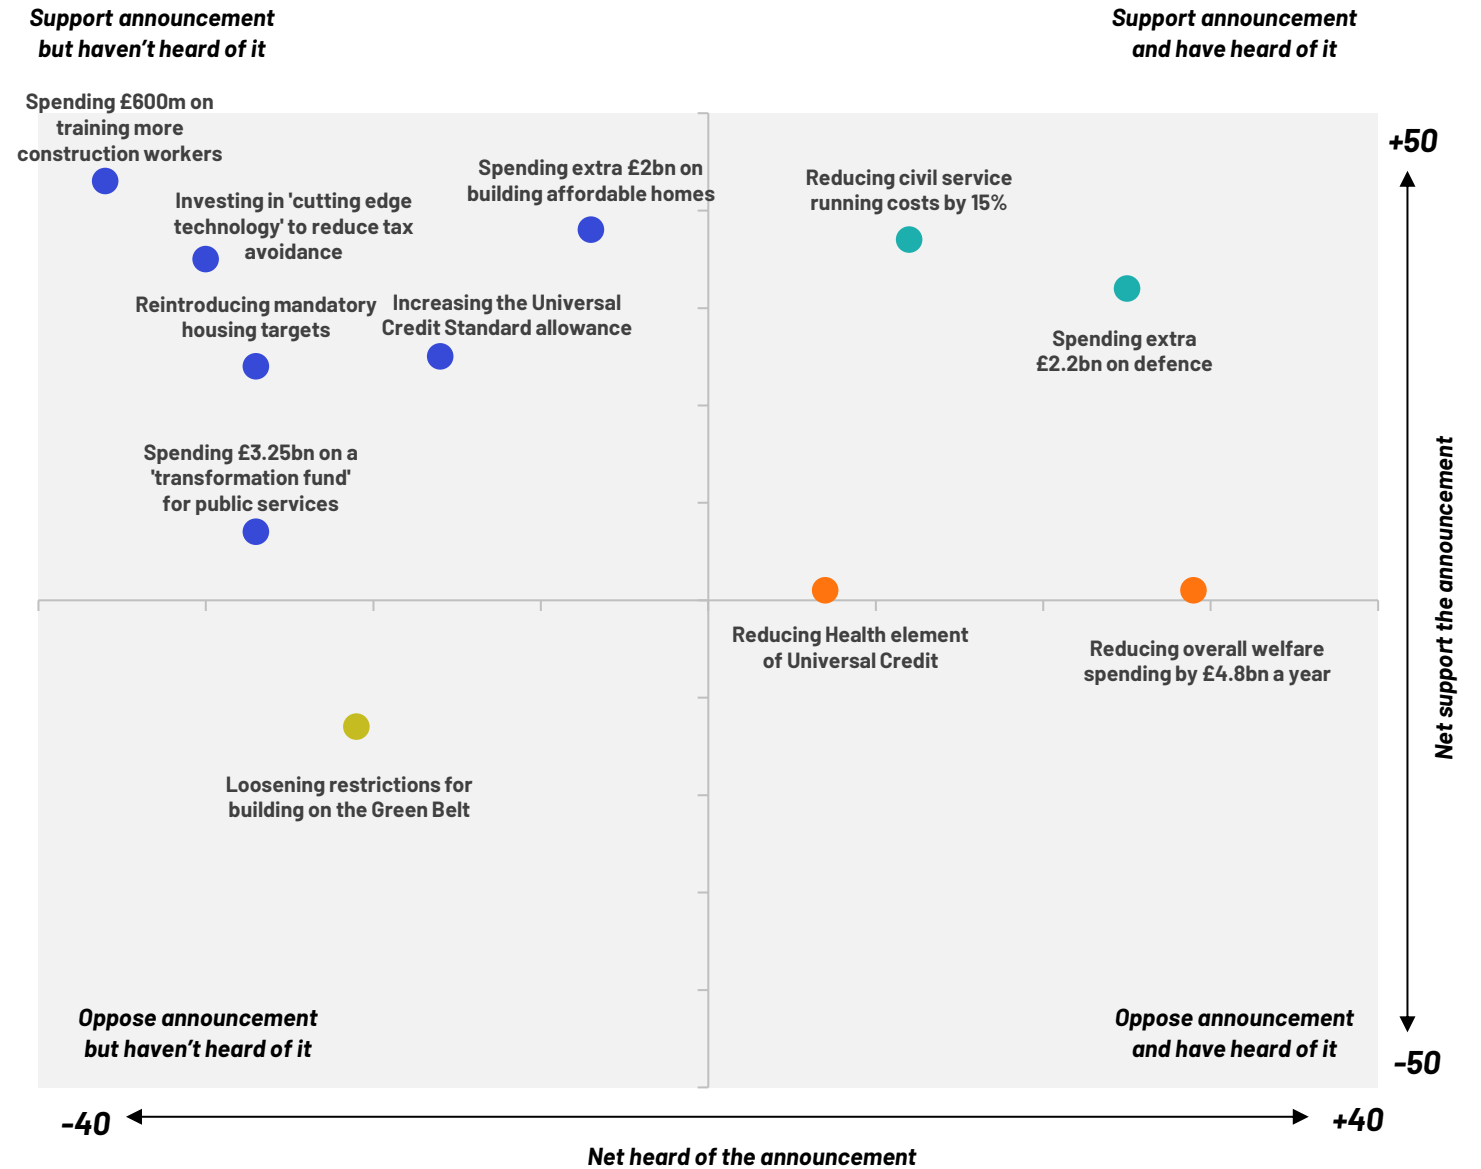 Support announcement
but haven’t heard of it
Support announcement
and have heard of it
Spending £600m on
training more
construction workers
+50
Investing in 'cutting edge
technology' to reduce tax
avoidance
Spending extra £2bn on
building affordable homes
Reducing civil service
running costs by 15%
Reintroducing mandatory
housing targets
Increasing the Universal
Credit Standard allowance
Spending extra
£2.2bn on defence
Spending £3.25bn on a
'transformation fund'
for public services
Net support the announcement
Reducing Health element
of Universal Credit
Reducing overall welfare
spending by £4.8bn a year
Loosening restrictions for
building on the Green Belt
Oppose announcement
but haven’t heard of it
Oppose announcement
and have heard of it
-50
-40
+40
Net heard of the announcement